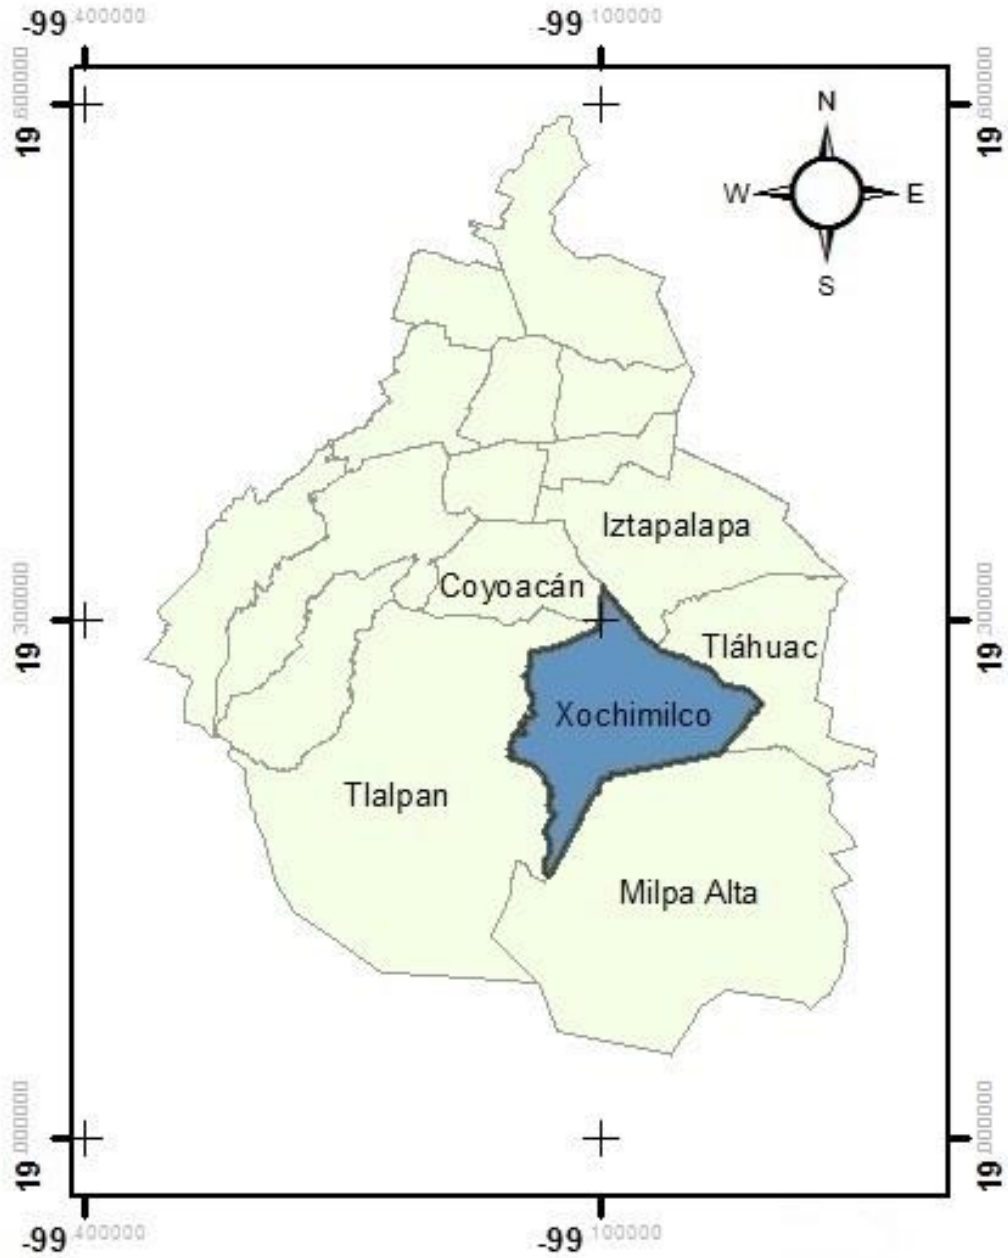 -99.400000 -99.100000
19.600000 19.600000
N
W E
S
Iztapalapa
Coyoacán
19.300000 19.300000
Tláhuac
Xochimilco
Tlalpan
Milpa Alta
19.000000 19.000000
-99.400000 -99.100000